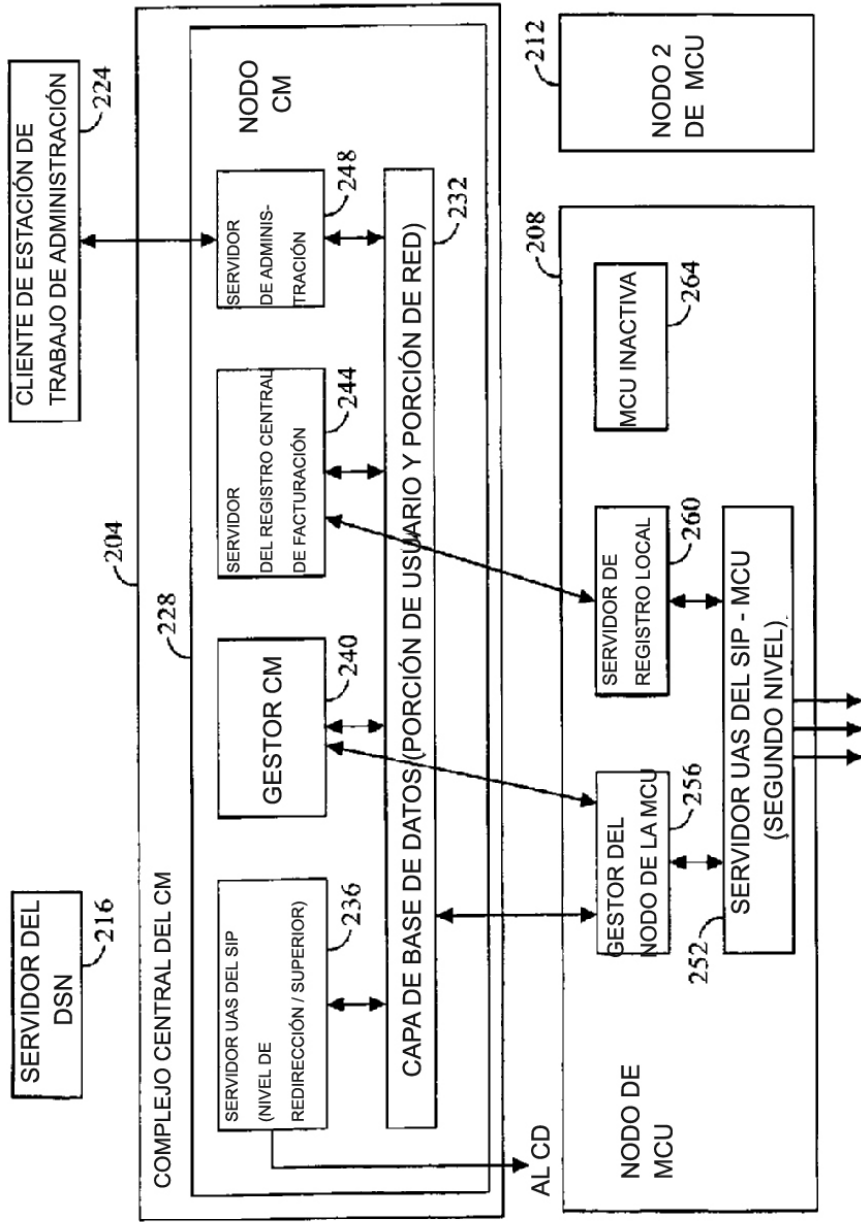 SERVIDOR DEL
DSN
216
CLIENTE DE ESTACIÓN DE
TRABAJO DE ADMINISTRACIÓN
224
204
COMPLEJO CENTRAL DEL CM
228
NODO
CM
SERVIDOR UAS DEL SIP
(NIVEL DE
REDIRECCIÓN / SUPERIOR)
236
GESTOR CM
240
SERVIDOR
DEL REGISTRO CENTRAL
DE FACTURACIÓN
244
SERVIDOR
DE ADMINIS-
TRACIÓN
248
CAPA DE BASE DE DATOS (PORCIÓN DE USUARIO Y PORCIÓN DE RED)
232
AL CD
208
NODO DE
MCU
GESTOR DEL
NODO DE LA MCU
256
SERVIDOR DE
REGISTRO LOCAL
260
MCU INACTIVA
264
252
SERVIDOR UAS DEL SIP - MCU
(SEGUNDO NIVEL)
NODO 2
DE MCU
212